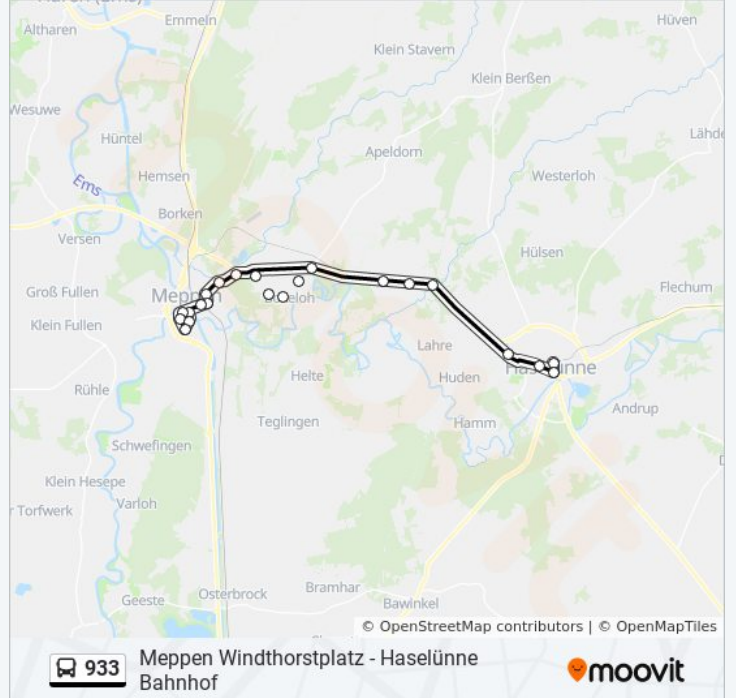 Altharen
Emmeln
Hüven
Klein Stavern
Klein Berßen
Wesuwe
Hüntel
Lähde
Apeldorn
Hemsen
Westerloh
Ems
Borken
Versen
Hülsen
Groß Fullen
Meppen
Flechum
Klein Fullen
Lahre
Haselünne
Helte
Huden
Rühle
Andrup
Teglingen
Hamm
Schwefingen
Klein Hesepe
Varloh
r Torfwerk
Bramhar
Geeste
Osterbrock
Bawinkel
© OpenStreetMap contributors | © OpenMapTiles
933
Meppen Windthorstplatz - Haselünne
Bahnhof
moovit